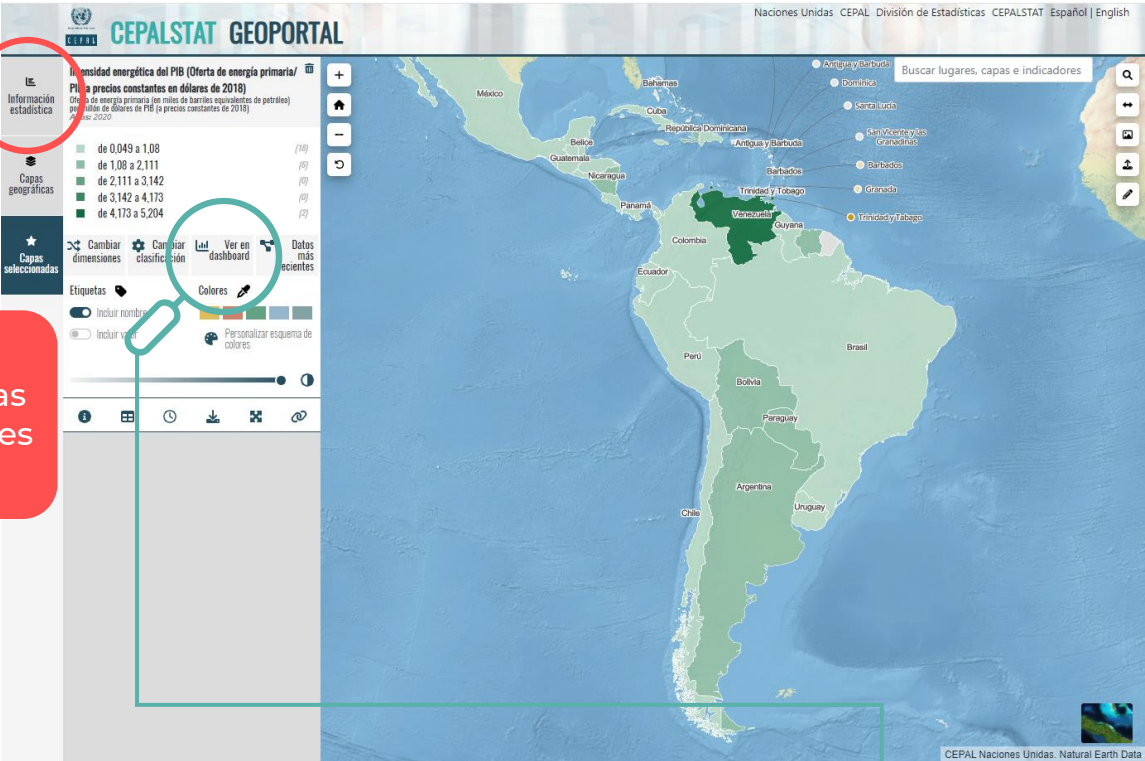 Naciones Unidas CEPAL División de Estadísticas CEPALSTAT Español | English
CEPAL
CEPALSTAT GEOPORTAL
Información
estadística
Capas
geográficas
Capas
seleccionadas
Intensidad energética del PIB (Oferta de energía primaria/
PIB a precios constantes en dólares de 2018)
Oferta de energía primaria (en miles de barriles equivalentes de petróleo)
por millón de dólares de PIB (a precios constantes de 2018)
Años: 2020
de 0,049 a 1,08 (18)
de 1,08 a 2,111 (6)
de 2,111 a 3,142 (0)
de 3,142 a 4,173 (0)
de 4,173 a 5,204 (2)
Cambiar
dimensiones
Cambiar
clasificación
Ver en
dashboard
Datos
más
recientes
Etiquetas
Colores
Incluir nombre
Incluir valor
Personalizar esquema de
colores
as
es
Buscar lugares, capas e indicadores
Antigua y Barbuda
Dominica
Santa Lucía
San Vicente y las
Granadinas
Barbados
Granada
Trinidad y Tabago
México
Bahamas
Cuba
República Dominicana
Belice
Antigua y Barbuda
Guatemala
Nicaragua
Barbados
Trinidad y Tobago
Panamá
Venezuela
Guyana
Colombia
Ecuador
Perú
Brasil
Bolivia
Paraguay
Argentina
Uruguay
Chile
CEPAL Naciones Unidas. Natural Earth Data